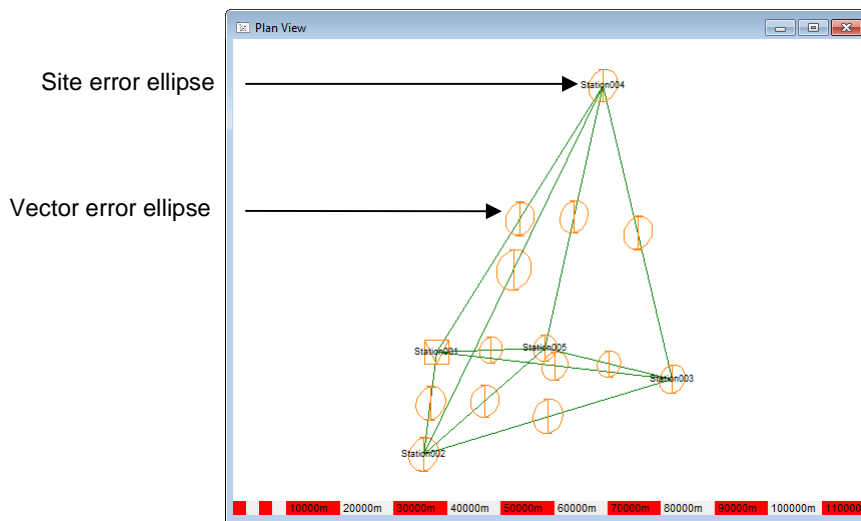 Plan View
Site error ellipse
Station004
Vector error ellipse
Station001
Station005
Station003
Station002
10000m 20000m 30000m 40000m 50000m 60000m 70000m 80000m 90000m 100000m 110000